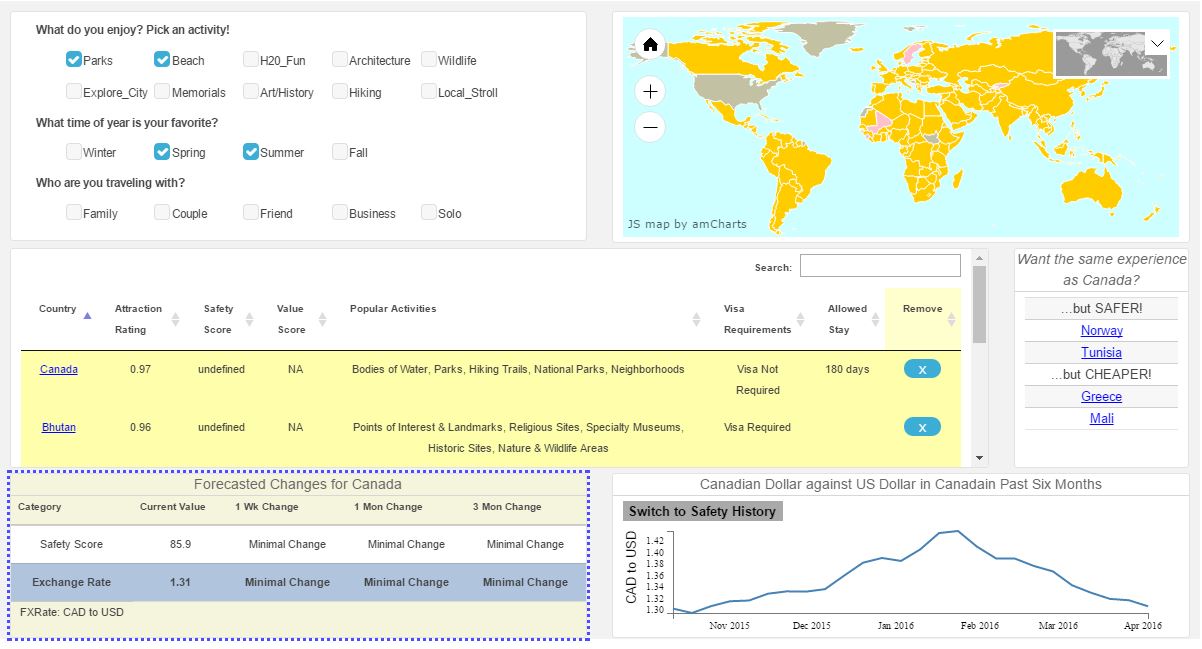 What do you enjoy? Pick an activity!
Parks Beach H20_Fun Architecture Wildlife
Explore_City Memorials Art/History Hiking Local_Stroll
What time of year is your favorite?
Winter Spring Summer Fall
Who are you traveling with?
Family Couple Friend Business Solo
JS map by amCharts
Search:
Country Attraction Rating Safety Score Value Score Popular Activities Visa Requirements Allowed Stay Remove
Canada 0.97 undefined NA Bodies of Water, Parks, Hiking Trails, National Parks, Neighborhoods Visa Not Required 180 days X
Bhutan 0.96 undefined NA Points of Interest & Landmarks, Religious Sites, Specialty Museums, Visa Required X
Historic Sites, Nature & Wildlife Areas
Want the same experience
as Canada?
...but SAFER!
Norway
Tunisia
...but CHEAPER!
Greece
Mali
Forecasted Changes for Canada
Category Current Value 1 Wk Change 1 Mon Change 3 Mon Change
Safety Score 85.9 Minimal Change Minimal Change Minimal Change
Exchange Rate 1.31 Minimal Change Minimal Change Minimal Change
FXRate: CAD to USD
Canadian Dollar against US Dollar in Canadain Past Six Months
Switch to Safety History
CAD to USD
1.42
1.40
1.38
1.36
1.34
1.32
1.30
Nov 2015 Dec 2015 Jan 2016 Feb 2016 Mar 2016 Apr 2016